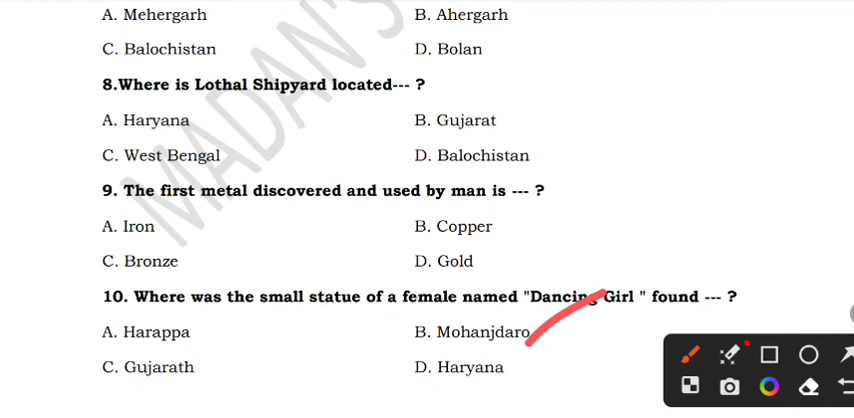 A. Mehergarh B. Ahergarh
C. Balochistan D. Bolan
8.Where is Lothal Shipyard located--- ?
A. Haryana B. Gujarat
C. West Bengal D. Balochistan
9. The first metal discovered and used by man is --- ?
A. Iron B. Copper
C. Bronze D. Gold
10. Where was the small statue of a female named "Dancing Girl " found --- ?
A. Harappa B. Mohanjdaro
C. Gujarath D. Haryana
MADAN'S